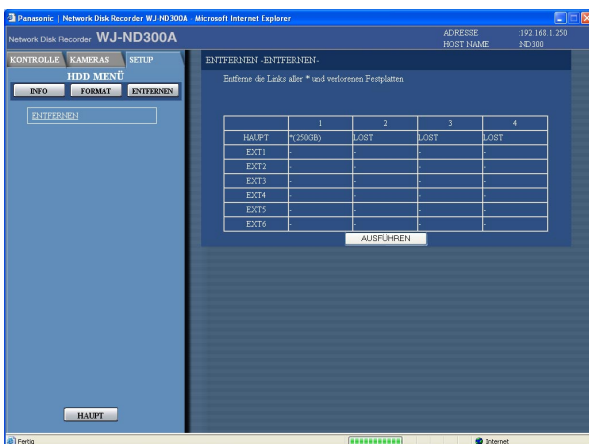 Panasonic | Network Disk Recorder WJ-ND300A - Microsoft Internet Explorer
Network Disk Recorder WJ-ND300A
ADRESSE :192.168.1.250
HOST NAME :ND300
KONTROLLE KAMERAS SETUP
HDD MENÜ
INFO FORMAT ENTFERNEN
ENTFERNEN
HAUPT
ENTFERNEN -ENTFERNEN-
Entferne die Links aller * und verlorenen Festplatten
1 2 3 4
HAUPT *(250GB) LOST LOST LOST
EXT1 - - - -
EXT2 - - - -
EXT3 - - - -
EXT4 - - - -
EXT5 - - - -
EXT6 - - - -
AUSFÜHREN
Fertig Internet